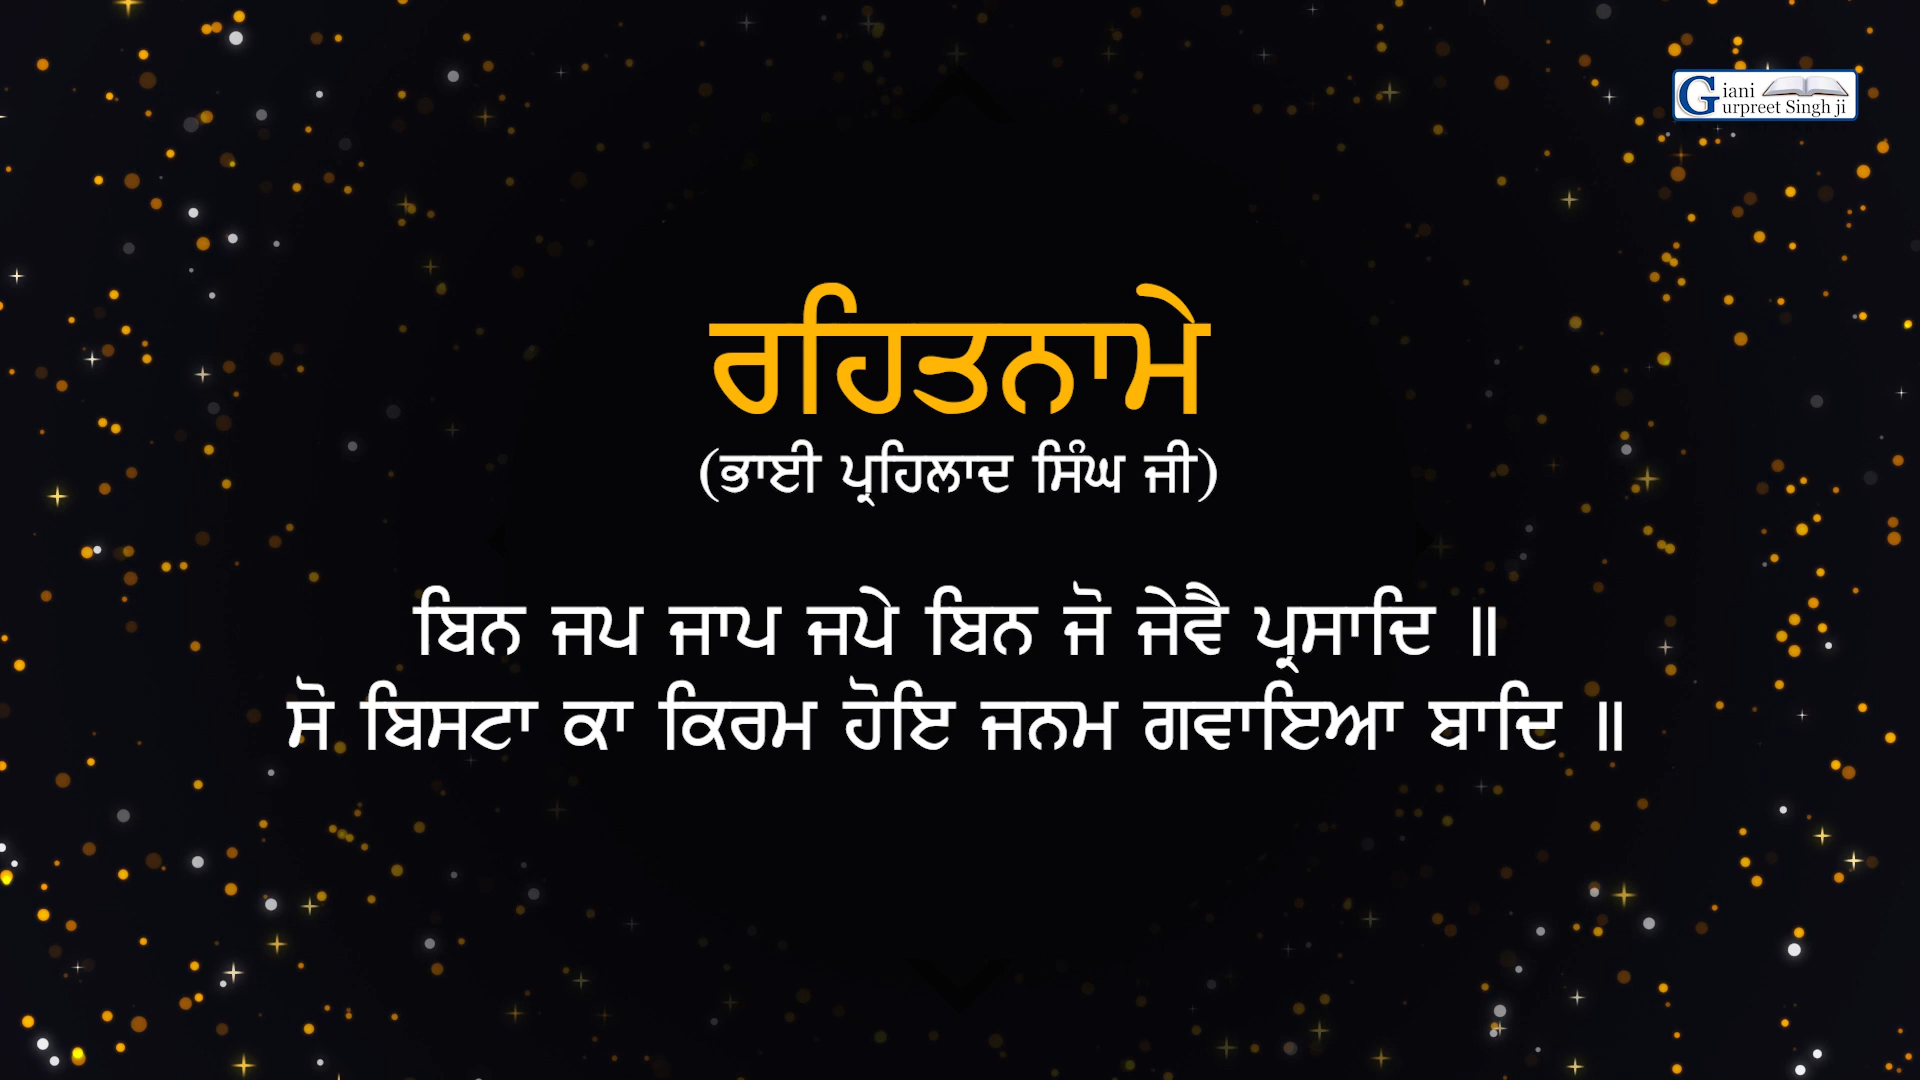 Giani
Gurpreet Singh ji
ਰਹਿਤਨਾਮੇ
(ਭਾਈ ਪ੍ਰਹਿਲਾਦ ਸਿੰਘ ਜੀ)
ਬਿਨ ਜਪ ਜਾਪ ਜਪੇ ਬਿਨ ਜੋ ਜੇਵੈ ਪ੍ਰਸਾਦਿ ॥
ਸੋ ਬਿਸਟਾ ਕਾ ਕਿਰਮ ਹੋਇ ਜਨਮ ਗਵਾਇਆ ਬਾਦਿ ॥